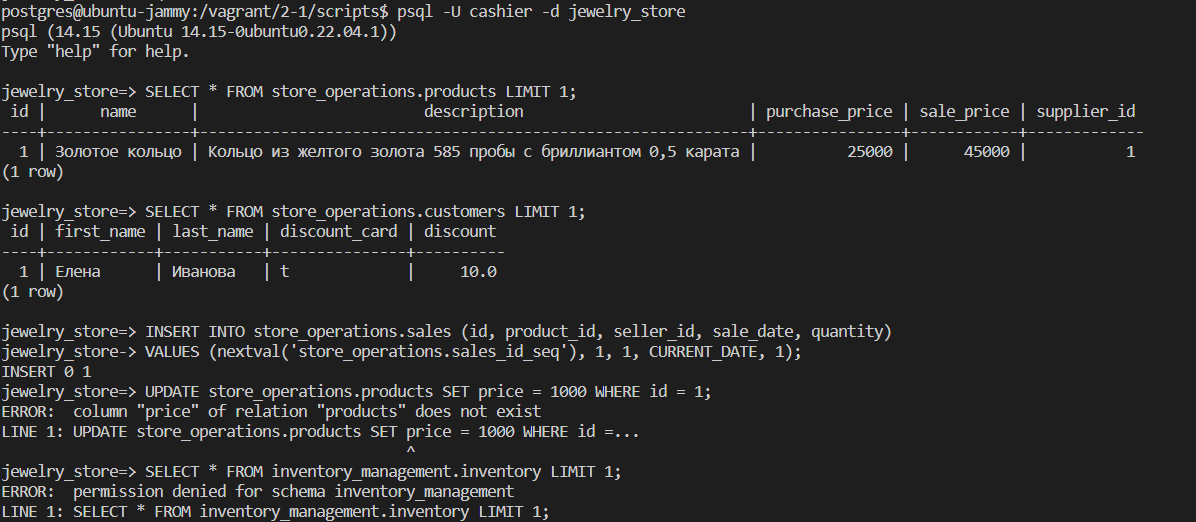 postgres@ubuntu-jammy:/vagrant/2-1/scripts$ psql -U cashier -d jewelry_store
psql (14.15 (Ubuntu 14.15-0ubuntu0.22.04.1))
Type "help" for help.

jewelry_store=> SELECT * FROM store_operations.products LIMIT 1;
 id |      name      |                         description                         | purchase_price | sale_price | supplier_id
----+----------------+-------------------------------------------------------------+----------------+------------+-------------
  1 | Золотое кольцо | Кольцо из желтого золота 585 пробы с бриллиантом 0,5 карата |          25000 |      45000 |           1
(1 row)

jewelry_store=> SELECT * FROM store_operations.customers LIMIT 1;
 id | first_name | last_name | discount_card | discount
----+------------+-----------+---------------+----------
  1 | Елена      | Иванова   | t             |     10.0
(1 row)

jewelry_store=> INSERT INTO store_operations.sales (id, product_id, seller_id, sale_date, quantity)
jewelry_store-> VALUES (nextval('store_operations.sales_id_seq'), 1, 1, CURRENT_DATE, 1);
INSERT 0 1
jewelry_store=> UPDATE store_operations.products SET price = 1000 WHERE id = 1;
ERROR:  column "price" of relation "products" does not exist
LINE 1: UPDATE store_operations.products SET price = 1000 WHERE id =...
                                             ^
jewelry_store=> SELECT * FROM inventory_management.inventory LIMIT 1;
ERROR:  permission denied for schema inventory_management
LINE 1: SELECT * FROM inventory_management.inventory LIMIT 1;